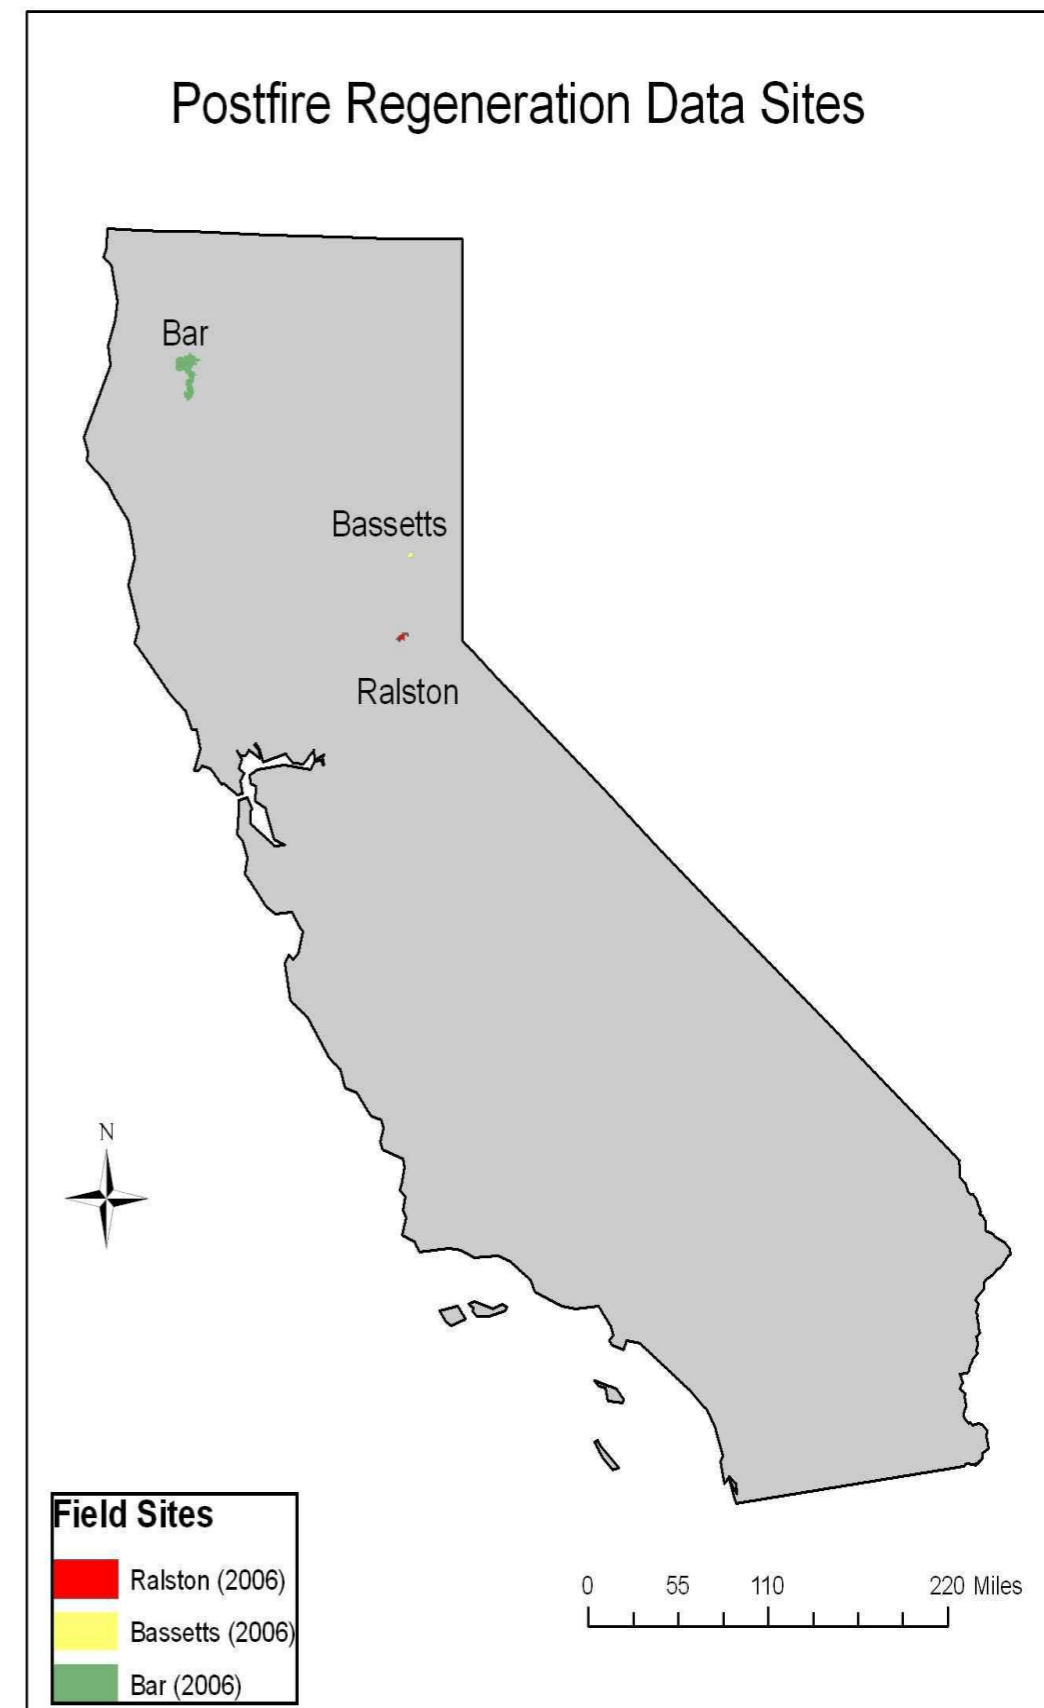 Postfire Regeneration Data Sites
Bar
Bassetts
Ralston
N
Field Sites
Ralston (2006)
Bassetts (2006)
Bar (2006)
0 55 110 220 Miles